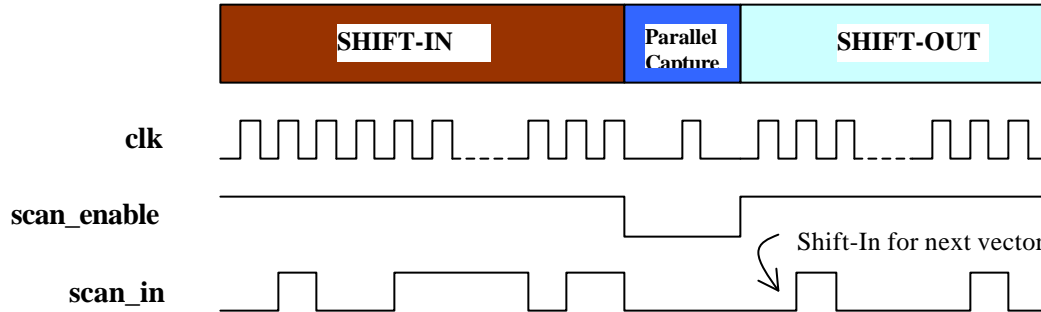 SHIFT-IN
Parallel
Capture
SHIFT-OUT
clk
scan_enable
Shift-In for next vector
scan_in